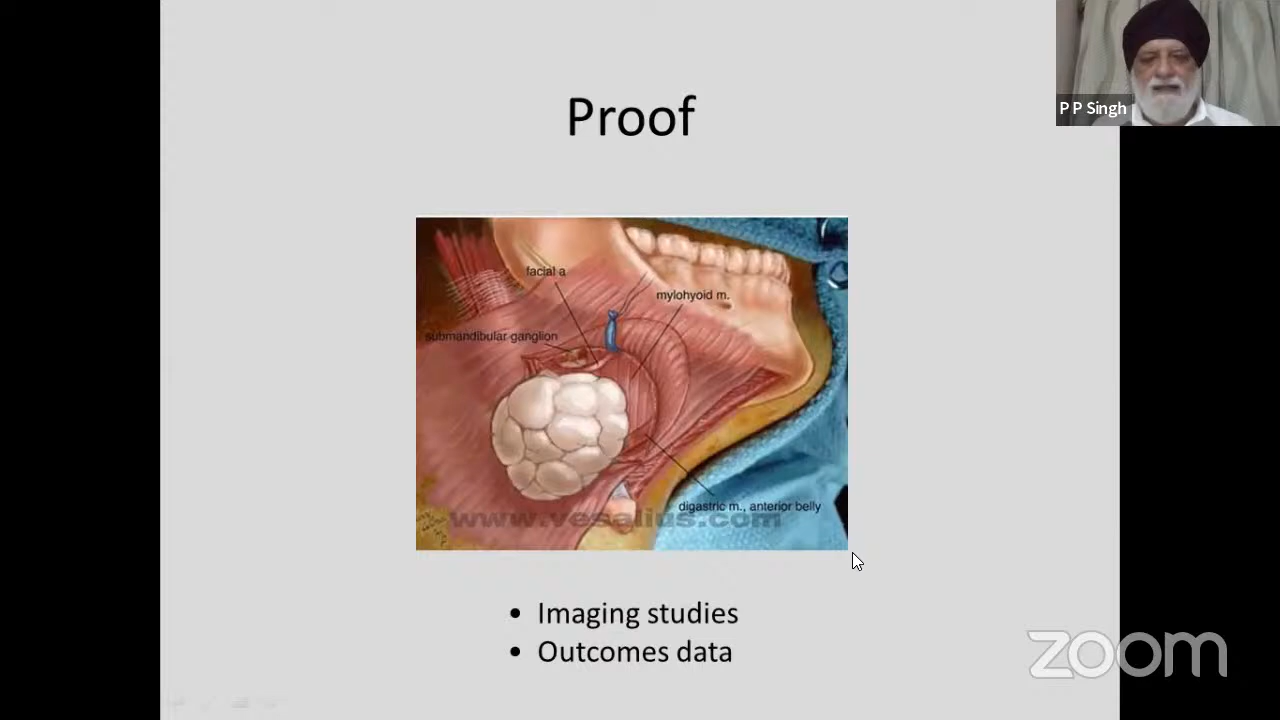 Proof
P P Singh
facial a
mylohyoid m.
submandibular ganglion
digastric m., anterior belly
www.vesalius.com
• Imaging studies
• Outcomes data
zoom